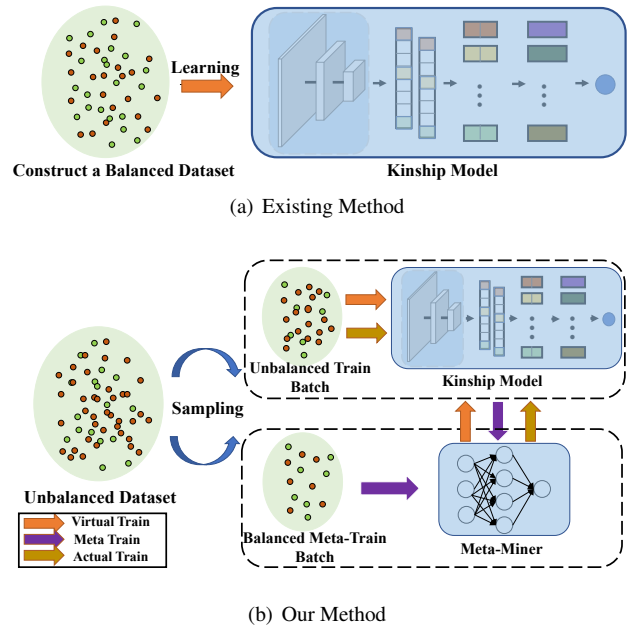 Learning
Construct a Balanced Dataset
Kinship Model
(a) Existing Method
Unbalanced Train
Batch
Kinship Model
Sampling
Unbalanced Dataset
Virtual Train
Meta Train
Actual Train
Balanced Meta-Train
Batch
Meta-Miner
(b) Our Method